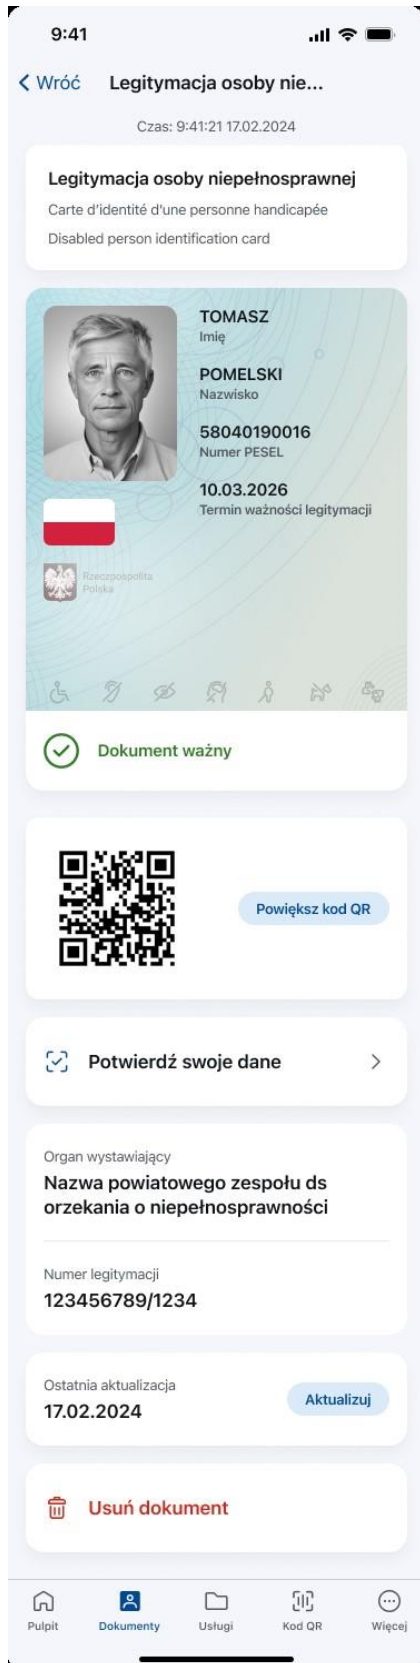 9:41
Wróć Legitymacja osoby nie...
Czas: 9:41:21 17.02.2024
Legitymacja osoby niepełnosprawnej
Carte d'identité d'une personne handicapée
Disabled person identification card
TOMASZ
Imię
POMELSKI
Nazwisko
58040190016
Numer PESEL
10.03.2026
Termin ważności legitymacji
Rzeczpospolita
Polska
Dokument ważny
Powiększ kod QR
Potwierdź swoje dane
Organ wystawiający
Nazwa powiatowego zespołu ds
orzekania o niepełnosprawności
Numer legitymacji
123456789/1234
Ostatnia aktualizacja
17.02.2024
Aktualizuj
Usuń dokument
Pulpit Dokumenty Usługi Kod QR Więcej